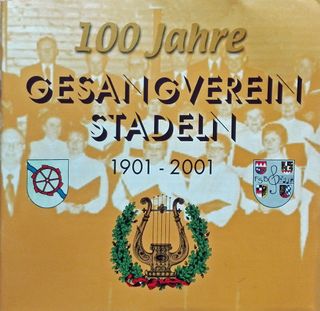 100 Jahre
GESANGVEREIN
STADELN
1901 - 2001